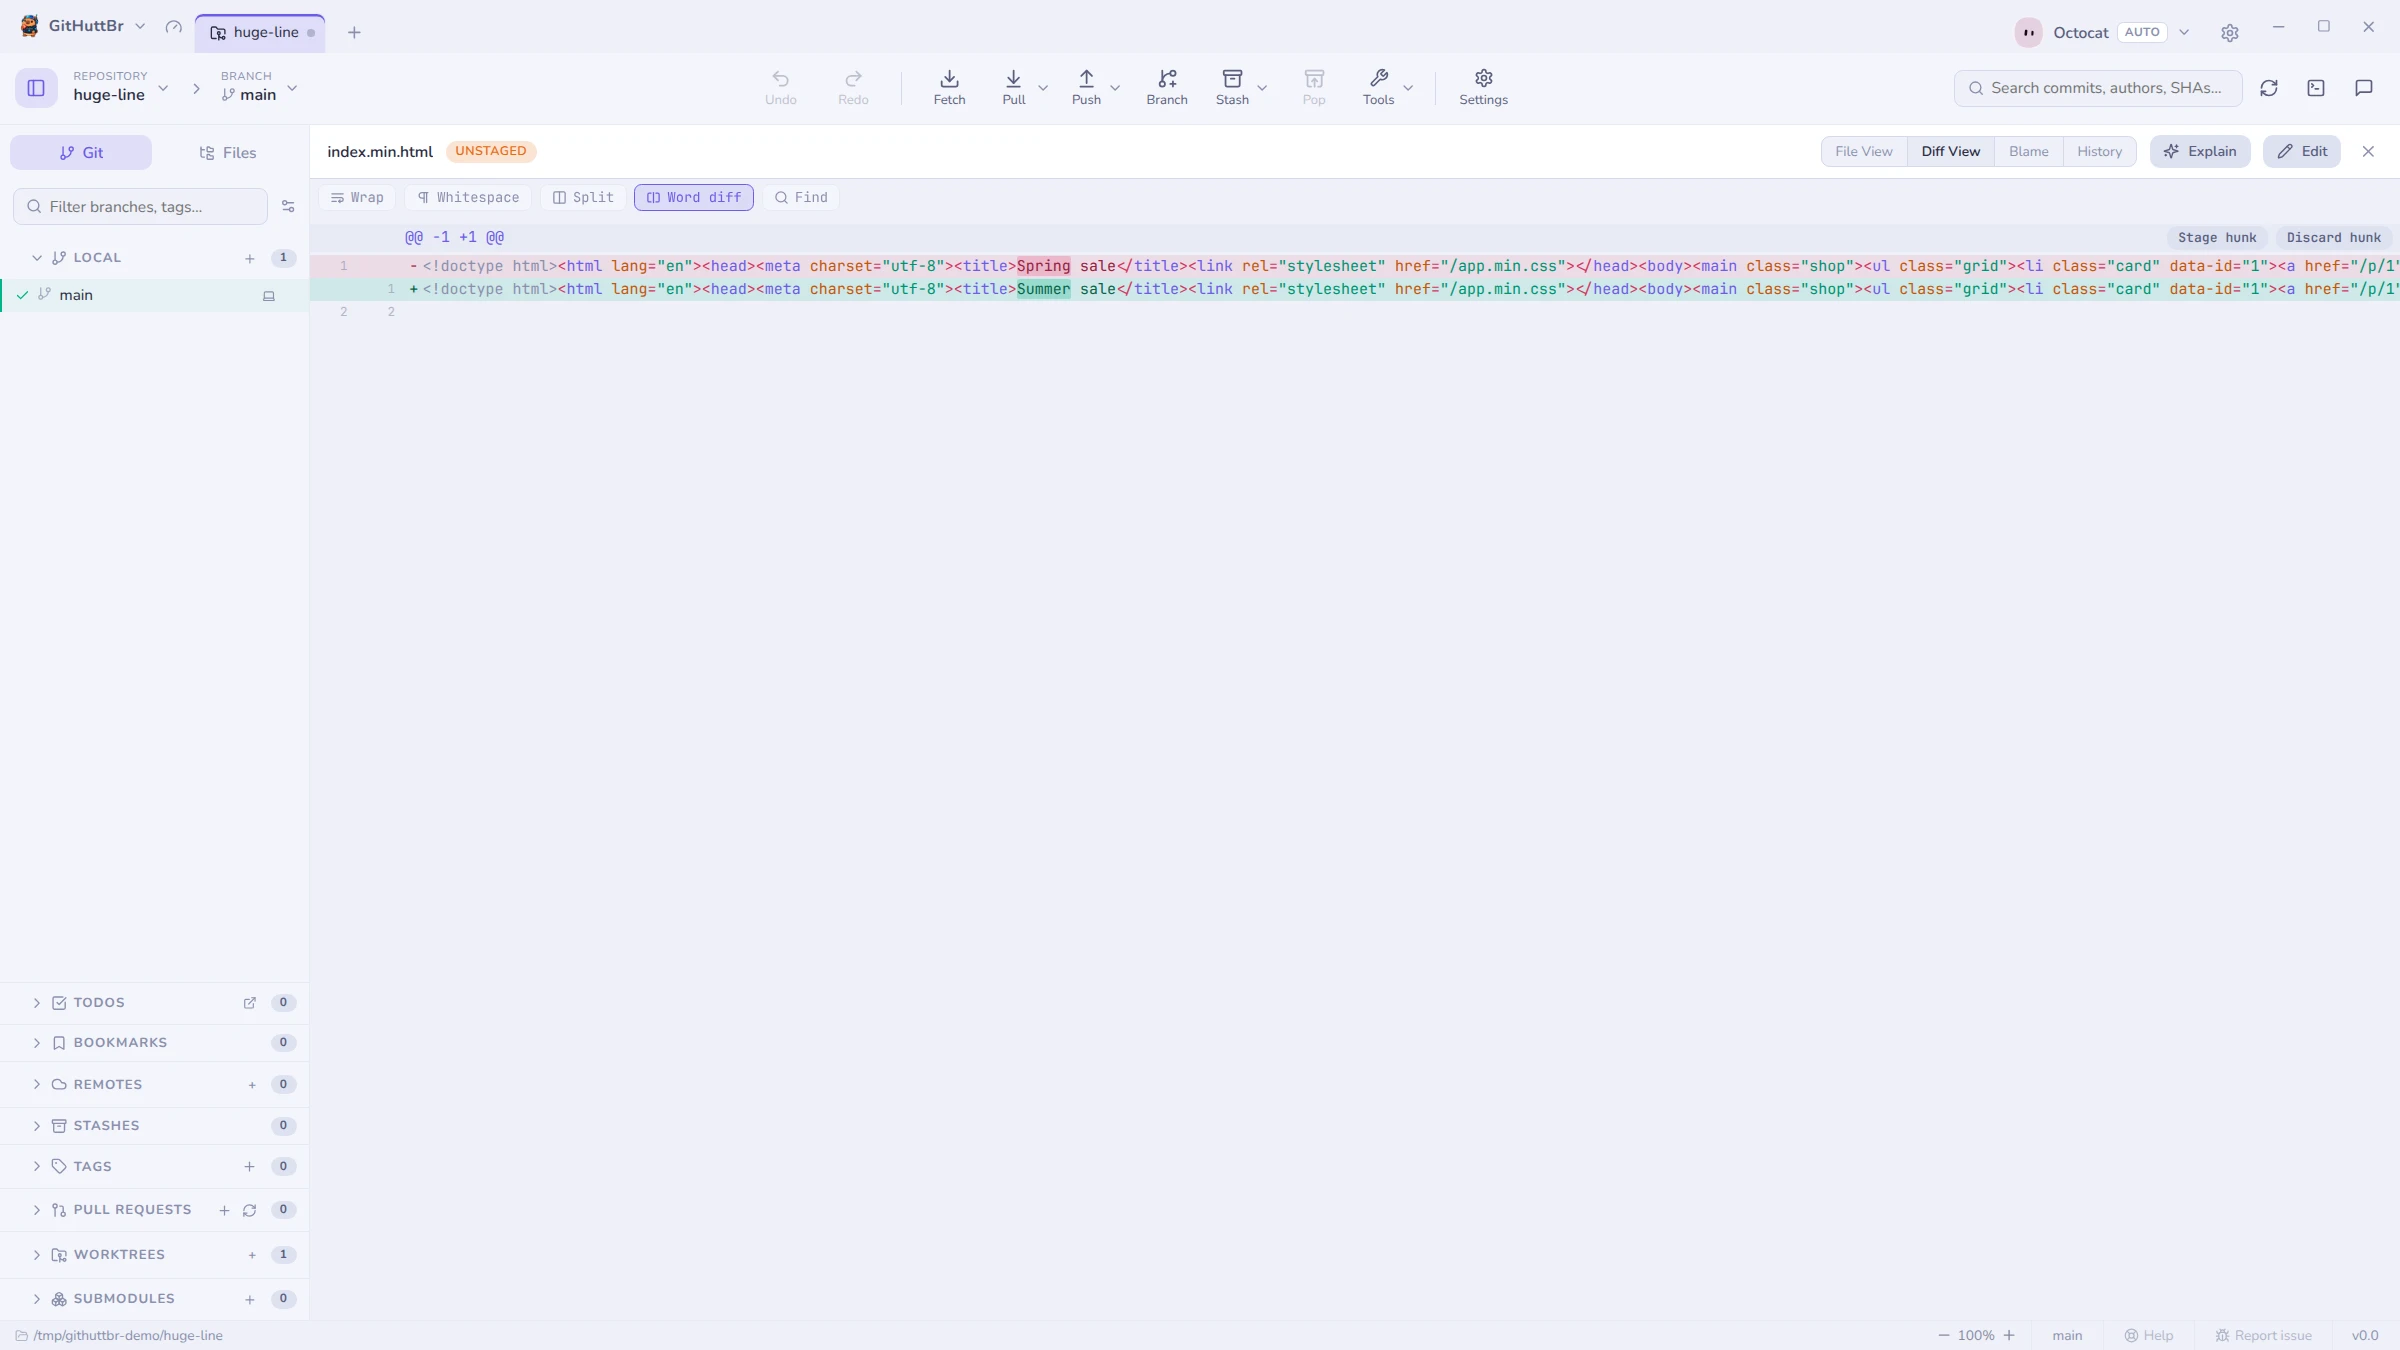 GitHuttBr
huge-line
Octocat AUTO
REPOSITORY
huge-line
BRANCH
main
Undo
Redo
Fetch
Pull
Push
Branch
Stash
Pop
Tools
Settings
Search commits, authors, SHAs...
Git
Files
index.min.html UNSTAGED
File View
Diff View
Blame
History
Explain
Edit
Filter branches, tags...
Wrap
Whitespace
Split
Word diff
Find
LOCAL 1
main
@@ -1 +1 @@
Stage hunk
Discard hunk
1 -<!doctype html><html lang="en"><head><meta charset="utf-8"><title>Spring sale</title><link rel="stylesheet" href="/app.min.css"></head><body><main class="shop"><ul class="grid"><li class="card" data-id="1"><a href="/p/1"
1 +<!doctype html><html lang="en"><head><meta charset="utf-8"><title>Summer sale</title><link rel="stylesheet" href="/app.min.css"></head><body><main class="shop"><ul class="grid"><li class="card" data-id="1"><a href="/p/1"
2 2
TODOS 0
BOOKMARKS 0
REMOTES + 0
STASHES 0
TAGS + 0
PULL REQUESTS + 0
WORKTREES + 1
SUBMODULES + 0
/tmp/githuttbr-demo/huge-line
— 100% +
main
Help
Report issue
v0.0